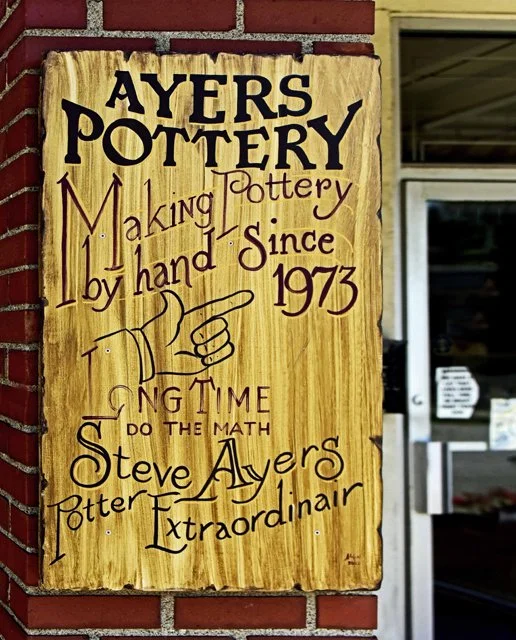 AYERS
POTTERY
Making Pottery
by hand Since
1973
LONG TIME
DO THE MATH
Steve Ayers
Potter Extraordinair